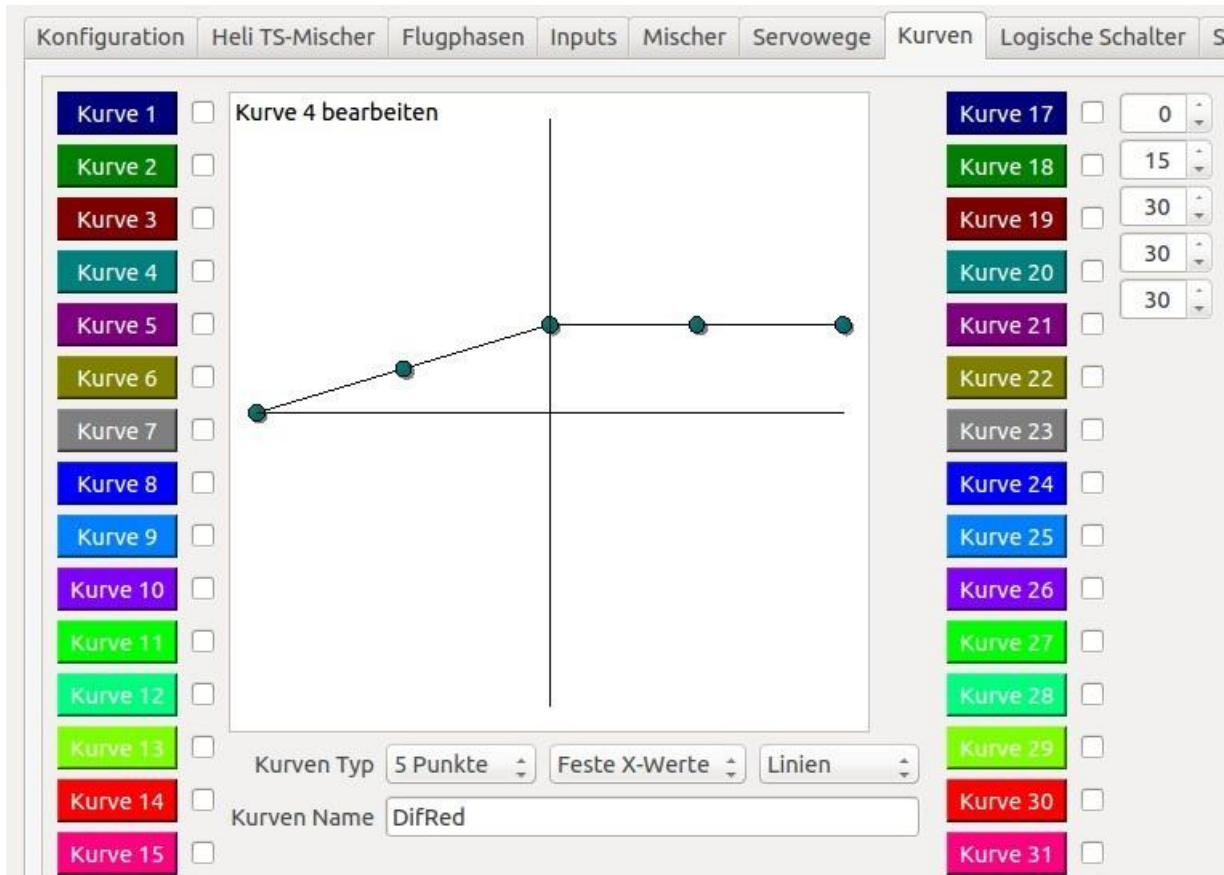 Konfiguration Heli TS-Mischer Flugphasen Inputs Mischer Servowege Kurven Logische Schalter S
Kurve 1
Kurve 2
Kurve 3
Kurve 4
Kurve 5
Kurve 6
Kurve 7
Kurve 8
Kurve 9
Kurve 10
Kurve 11
Kurve 12
Kurve 13
Kurve 14
Kurve 15
Kurve 4 bearbeiten
Kurven Typ 5 Punkte Feste X-Werte Linien
Kurven Name DifRed
Kurve 17
Kurve 18
Kurve 19
Kurve 20
Kurve 21
Kurve 22
Kurve 23
Kurve 24
Kurve 25
Kurve 26
Kurve 27
Kurve 28
Kurve 29
Kurve 30
Kurve 31
0
15
30
30
30